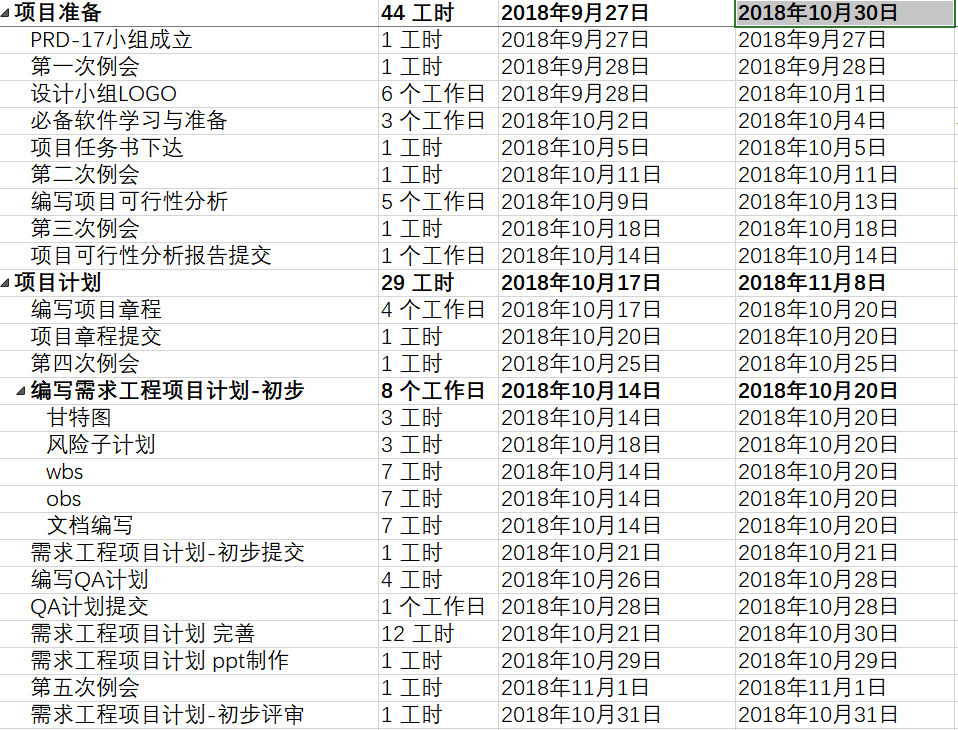 项目准备 44 工时 2018年9月27日 2018年10月30日
PRD-17小组成立 1 工时 2018年9月27日 2018年9月27日
第一次例会 1 工时 2018年9月28日 2018年9月28日
设计小组LOGO 6 个工作日 2018年9月28日 2018年10月1日
必备软件学习与准备 3 个工作日 2018年10月2日 2018年10月4日
项目任务书下达 1 工时 2018年10月5日 2018年10月5日
第二次例会 1 工时 2018年10月11日 2018年10月11日
编写项目可行性分析 5 个工作日 2018年10月9日 2018年10月13日
第三次例会 1 工时 2018年10月18日 2018年10月18日
项目可行性分析报告提交 1 个工作日 2018年10月14日 2018年10月14日
项目计划 29 工时 2018年10月17日 2018年11月8日
编写项目章程 4 个工作日 2018年10月17日 2018年10月20日
项目章程提交 1 工时 2018年10月20日 2018年10月20日
第四次例会 1 工时 2018年10月25日 2018年10月25日
编写需求工程项目计划-初步 8 个工作日 2018年10月14日 2018年10月20日
甘特图 3 工时 2018年10月14日 2018年10月20日
风险子计划 3 工时 2018年10月18日 2018年10月20日
wbs 7 工时 2018年10月14日 2018年10月20日
obs 7 工时 2018年10月14日 2018年10月20日
文档编写 7 工时 2018年10月14日 2018年10月20日
需求工程项目计划-初步提交 1 工时 2018年10月21日 2018年10月21日
编写QA计划 4 工时 2018年10月26日 2018年10月28日
QA计划提交 1 个工作日 2018年10月28日 2018年10月28日
需求工程项目计划 完善 12 工时 2018年10月21日 2018年10月30日
需求工程项目计划 ppt制作 1 工时 2018年10月29日 2018年10月29日
第五次例会 1 工时 2018年11月1日 2018年11月1日
需求工程项目计划-初步评审 1 工时 2018年10月31日 2018年10月31日